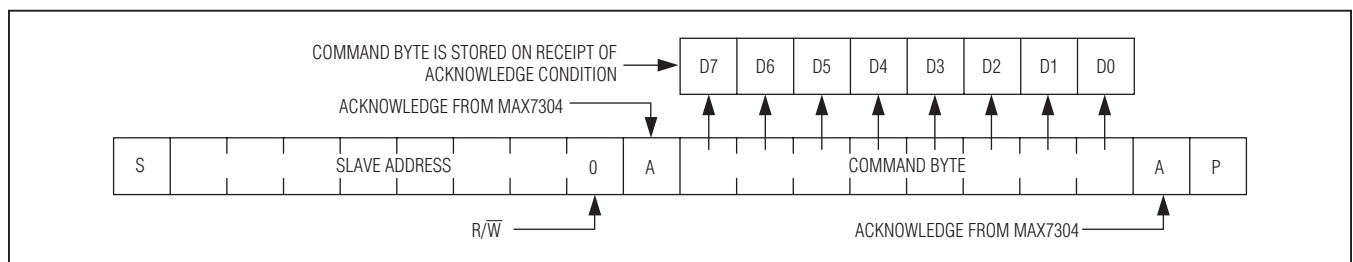 COMMAND BYTE IS STORED ON RECEIPT OF
ACKNOWLEDGE CONDITION
D7 D6 D5 D4 D3 D2 D1 D0
ACKNOWLEDGE FROM MAX7304
S SLAVE ADDRESS 0 A COMMAND BYTE A P
R/W̅
ACKNOWLEDGE FROM MAX7304